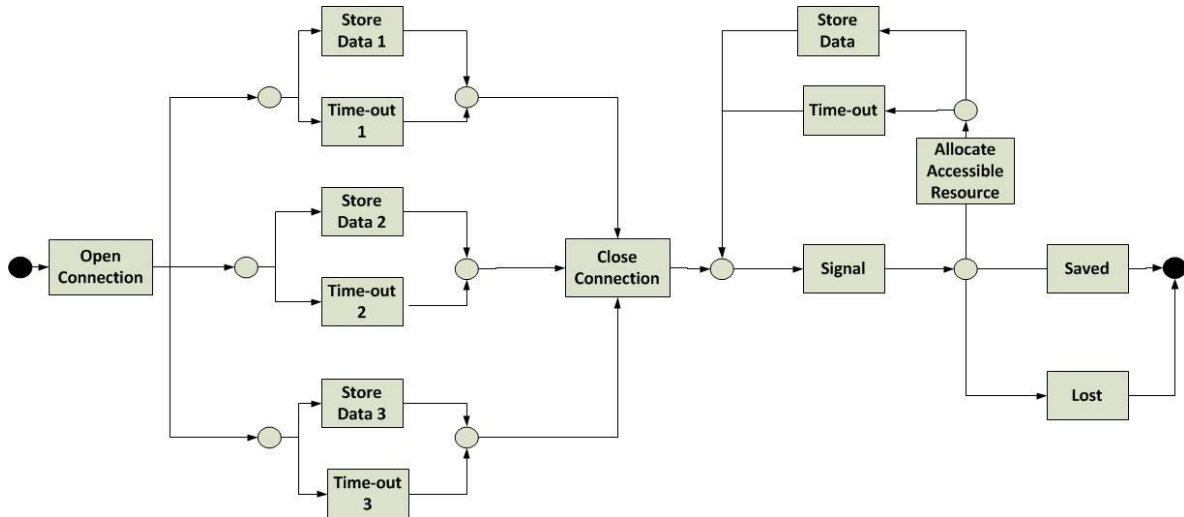 Store
Data 1
Time-out
1
Store
Data 2
Time-out
2
Store
Data 3
Time-out
3
Open
Connection
Close
Connection
Store
Data
Time-out
Allocate
Accessible
Resource
Signal
Saved
Lost